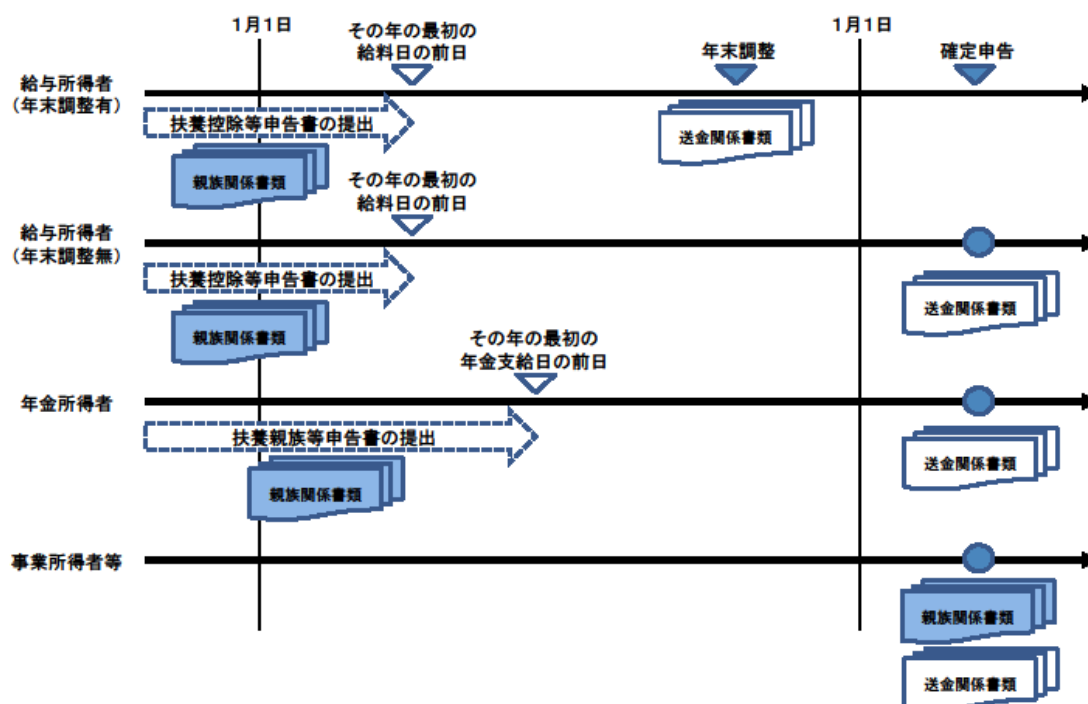 1月1日
その年の最初の
給料日の前日
年末調整
1月1日
確定申告
給与所得者
(年末調整有)
扶養控除等申告書の提出
親族関係書類
送金関係書類
その年の最初の
給料日の前日
給与所得者
(年末調整無)
扶養控除等申告書の提出
親族関係書類
送金関係書類
その年の最初の
年金支給日の前日
年金所得者
扶養親族等申告書の提出
親族関係書類
送金関係書類
事業所得者等
親族関係書類
送金関係書類